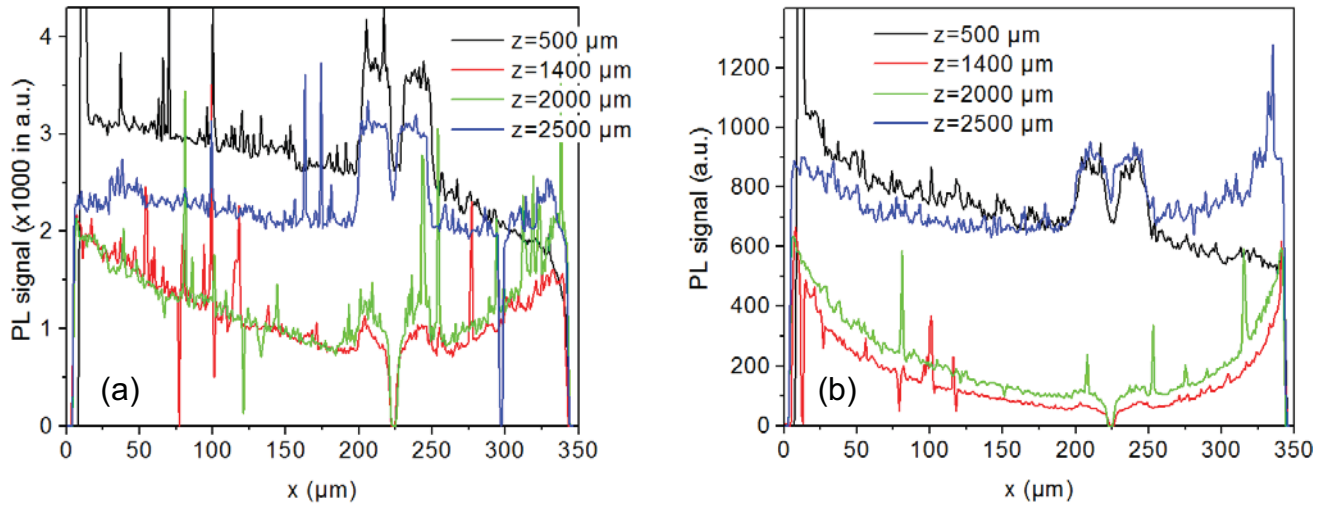 4
3
2
1
0
PL signal (x1000 in a.u.)
z=500 µm
z=1400 µm
z=2000 µm
z=2500 µm
(a)
0 50 100 150 200 250 300 350
x (µm)
1200
1000
800
600
400
200
0
PL signal (a.u.)
z=500 µm
z=1400 µm
z=2000 µm
z=2500 µm
(b)
0 50 100 150 200 250 300 350
x (µm)